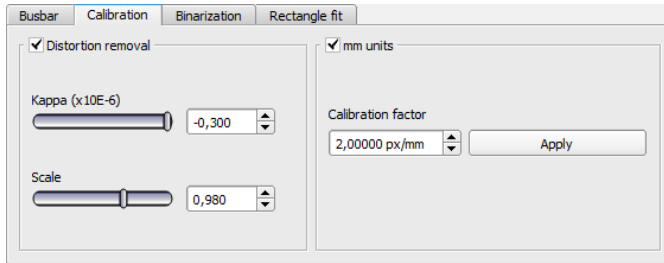 Busbar Calibration Binarization Rectangle fit
Distortion removal
Kappa (x10E-6)
-0,300
Scale
0,980
mm units
Calibration factor
2,00000 px/mm Apply